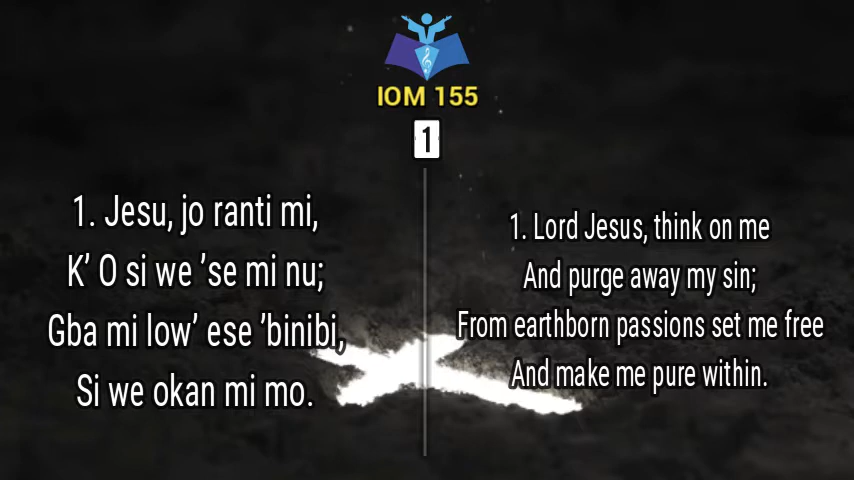 IOM 155
1
1. Jesu, jo ranti mi,
K’ O si we ’se mi nu;
Gba mi low’ ese ’binibi,
Si we okan mi mo.
1. Lord Jesus, think on me
And purge away my sin;
From earthborn passions set me free
And make me pure within.